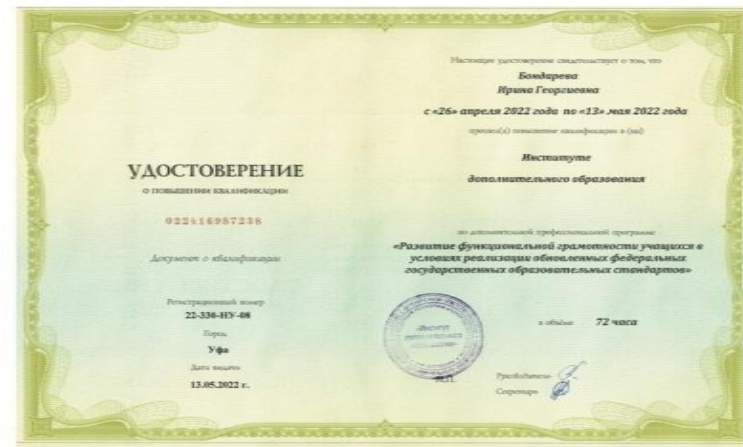 УДОСТОВЕРЕНИЕ
О ПОВЫШЕНИИ КВАЛИФИКАЦИИ
022416987238
Документ о квалификации
Регистрационный номер
22-330-НУ-08
Город
Уфа
Дата выдачи
13.05.2022 г.
Настоящее удостоверение свидетельствует о том, что
Бондарева
Ирина Георгиевна
с «26» апреля 2022 года по «13» мая 2022 года
прошел(а) повышение квалификации в (на)
Институте
дополнительного образования
по дополнительной профессиональной программе
«Развитие функциональной грамотности учащихся в
условиях реализации обновленных федеральных
государственных образовательных стандартов»
в объёме 72 часа
М.П.
Руководитель
Секретарь